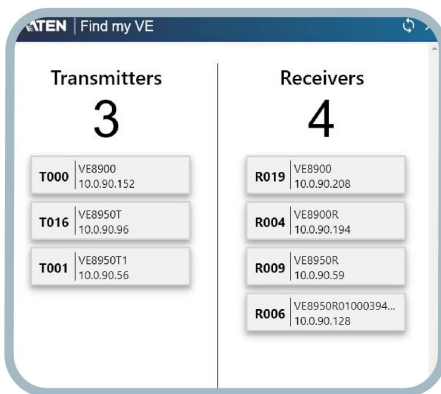 ATEN | Find my VE
Transmitters
3
T000 VE8900
10.0.90.152
T016 VE8950T
10.0.90.96
T001 VE8950T1
10.0.90.56
Receivers
4
R019 VE8900
10.0.90.208
R004 VE8900R
10.0.90.194
R009 VE8950R
10.0.90.59
R006 VE8950R01000394...
10.0.90.128